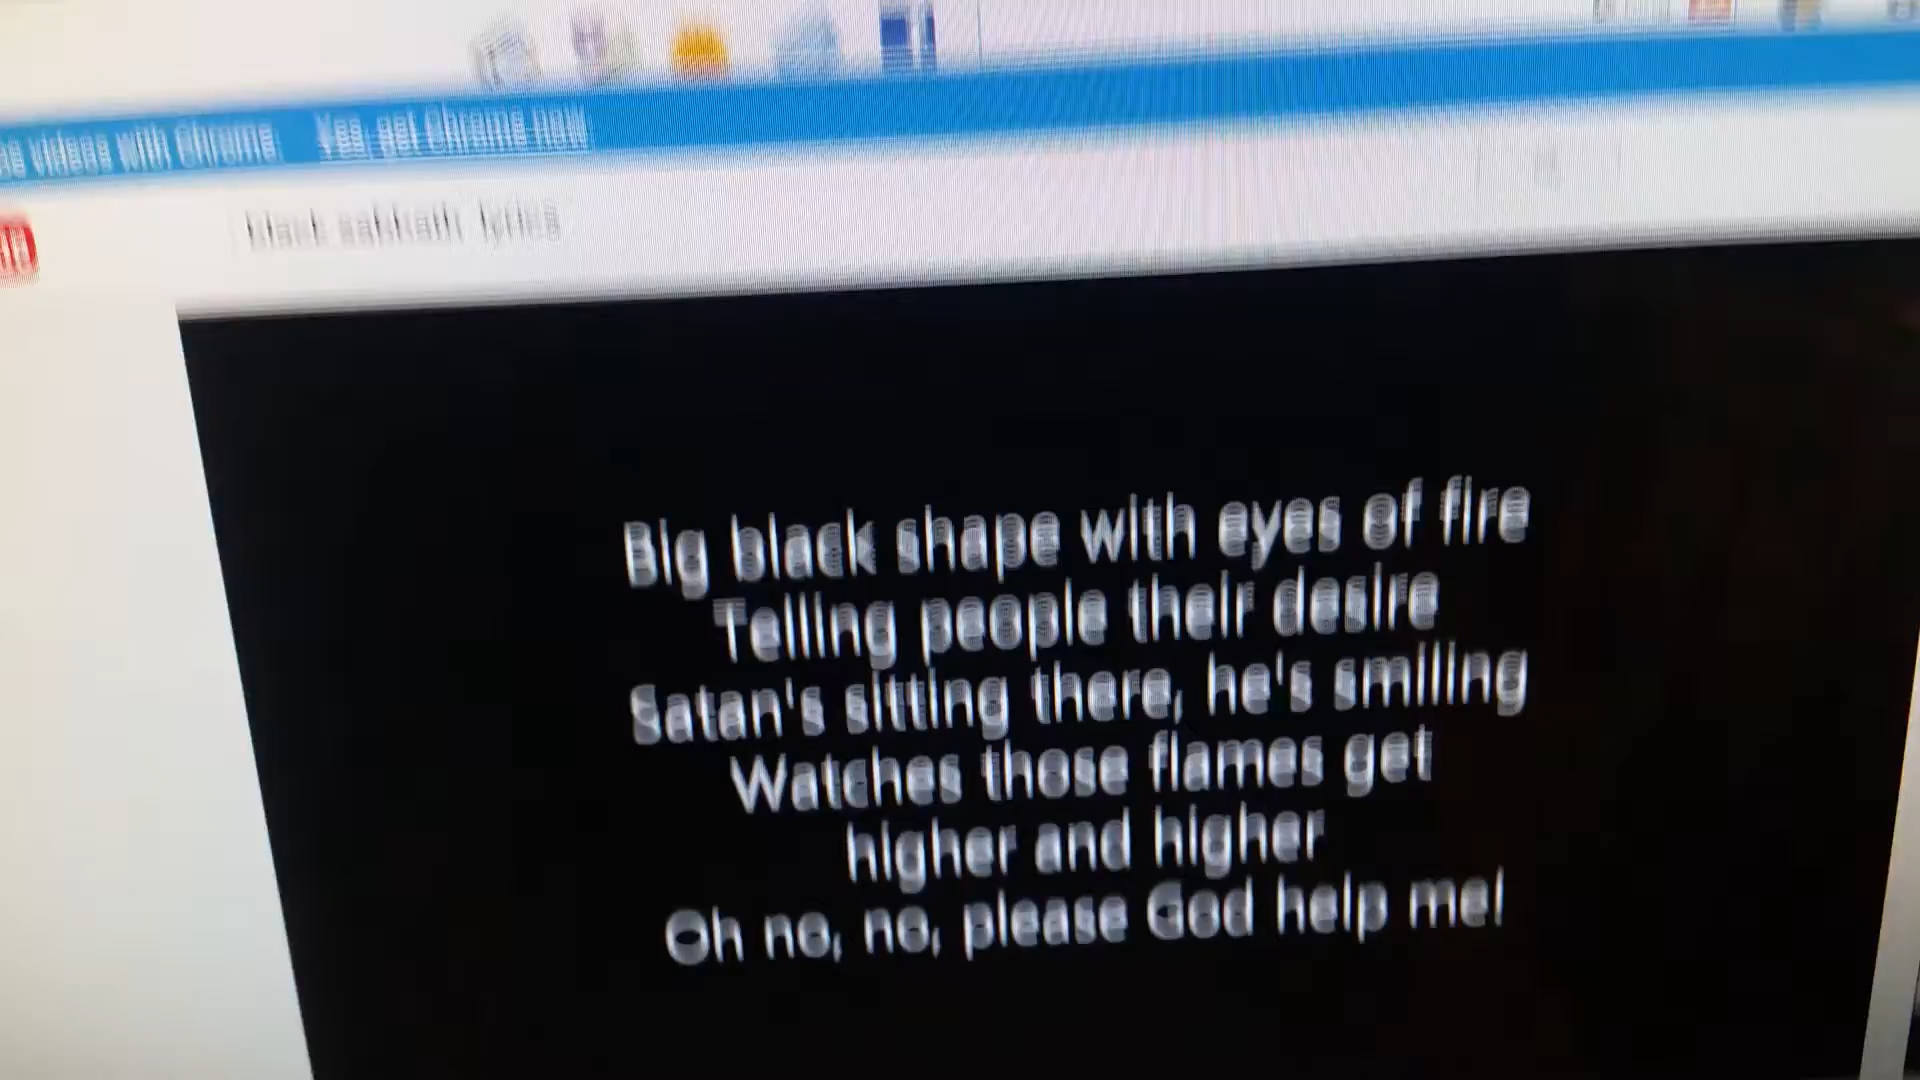 videos with Chrome Yes, get Chrome now
black sabbath lyrics
Big black shape with eyes of fire
Telling people their desire
Satan's sitting there, he's smiling
Watches those flames get
higher and higher
Oh no, no, please God help me!